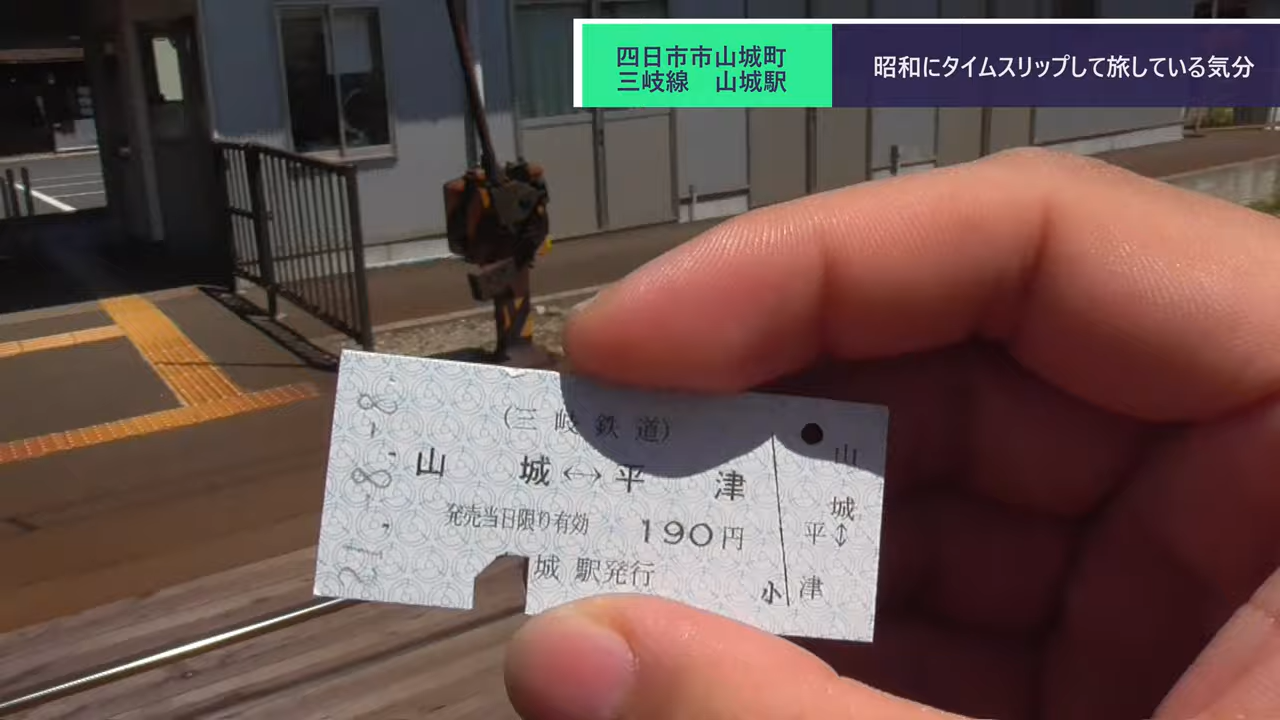 四日市市山城町
三岐線　山城駅
昭和にタイムスリップして旅している気分
(三岐鉄道)
山　城↔平　津
発売当日限り有効　190円
城駅発行
21.-8.-8
小
山城↔平津